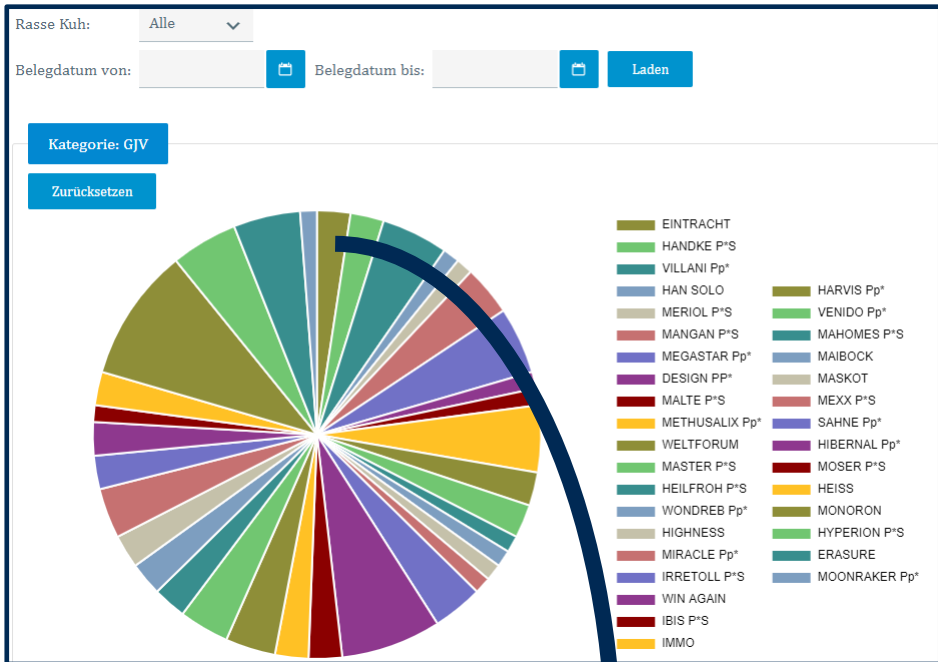 Rasse Kuh: Alle
Belegdatum von: Belegdatum bis: Laden
Kategorie: GJV
Zurücksetzen
EINTRACHT
HANDKE P*S
VILLANI Pp*
HAN SOLO
MERIOL P*S
MANGAN P*S
MEGASTAR Pp*
DESIGN PP*
MALTE P*S
METHUSALIX Pp*
WELTFORUM
MASTER P*S
HEILFROH P*S
WONDREB Pp*
HIGHNESS
MIRACLE Pp*
IRRETOLL P*S
WIN AGAIN
IBIS P*S
IMMO
HARVIS Pp*
VENIDO Pp*
MAHOMES P*S
MAIBOCK
MASKOT
MEXX P*S
SAHNE Pp*
HIBERNAL Pp*
MOSER P*S
HEISS
MONORON
HYPERION P*S
ERASURE
MOONRAKER Pp*